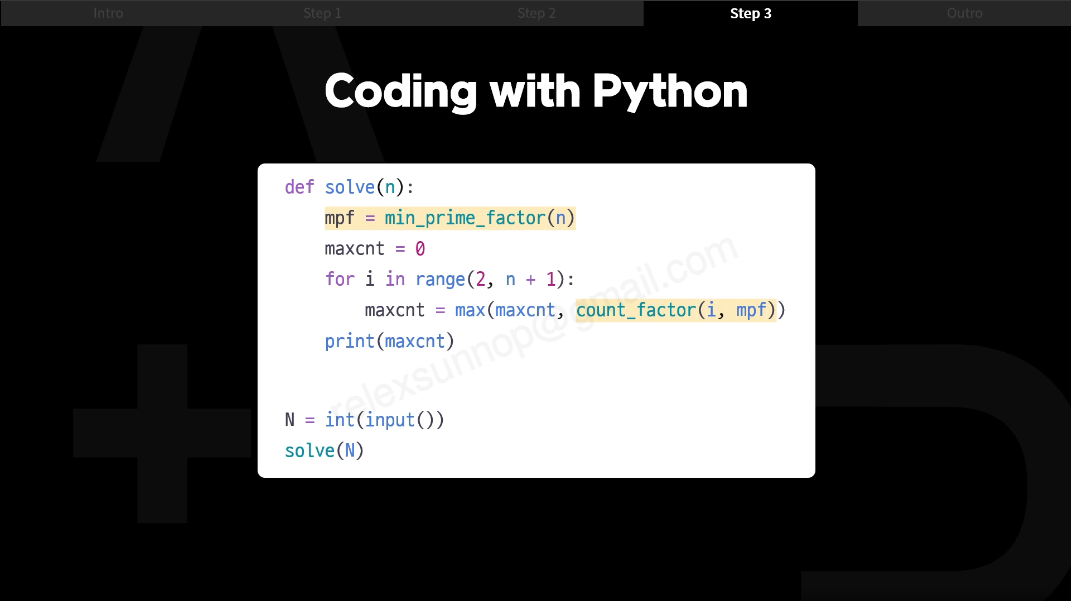 Intro Step 1 Step 2 Step 3 Outro
Coding with Python
def solve(n):
    mpf = min_prime_factor(n)
    maxcnt = 0
    for i in range(2, n + 1):
        maxcnt = max(maxcnt, count_factor(i, mpf))
    print(maxcnt)
N = int(input())
solve(N)
relexsunnop@gmail.com